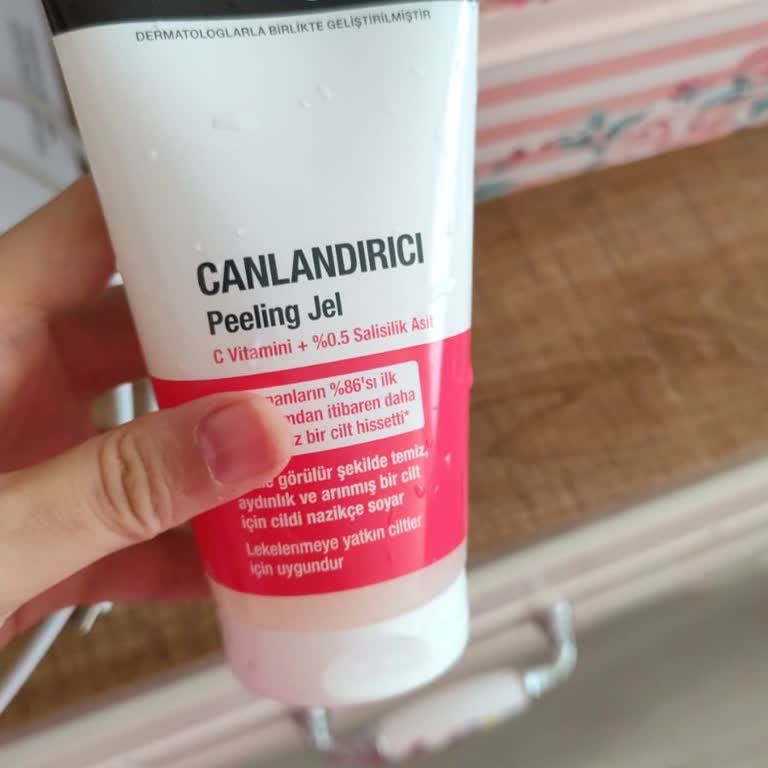 DERMATOLOGLARLA BİRLİKTE GELİŞTİRİLMİŞTİR
CANLANDIRICI
Peeling Jel
C Vitamini + %0.5 Salisilik Asit
%86'sı ilk
itibaren daha
bir cilt hissetti*
görülür şekilde temiz,
aydınlık ve arınmış bir cilt
için cildi nazikçe soyar
Lekelenmeye yatkın ciltler
için uygundur